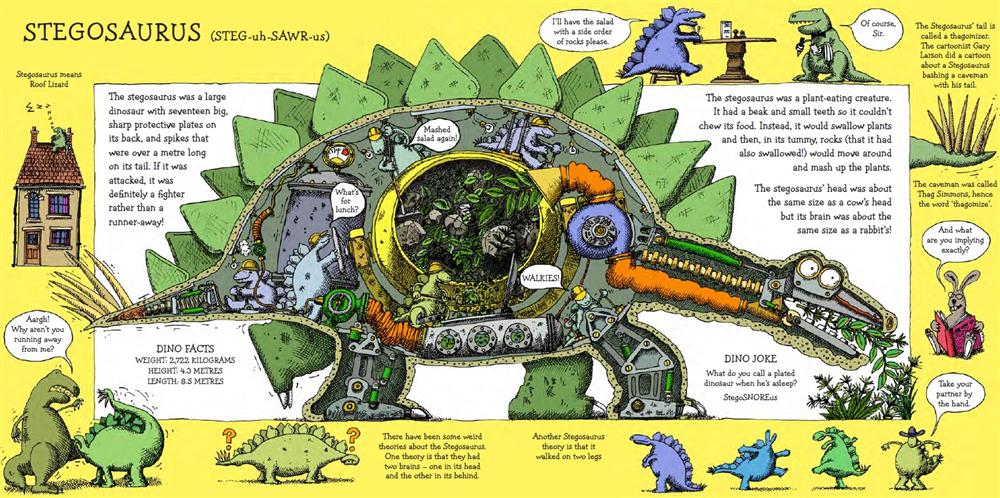 STEGOSAURUS (STEG-uh-SAWR-us)
Stegosaurus means
Roof Lizard
The stegosaurus was a large
dinosaur with seventeen big,
sharp protective plates on
its back, and spikes that
were over a metre long
on its tail. If it was
attacked, it was
definitely a fighter
rather than a
runner-away!
Aargh!
Why aren't you
running away
from me?
DINO FACTS
WEIGHT: 2,722 KILOGRAMS
HEIGHT: 4.3 METRES
LENGTH: 8.5 METRES
?
?
There have been some weird
theories about the Stegosaurus.
One theory is that they had
two brains – one in its head
and the other in its behind.
What's
for
lunch?
Mashed
salad again!
WALKIES!
I'll have the salad
with a side order
of rocks please.
Of course,
Sir.
The Stegosaurus' tail is
called a thagomizer.
The cartoonist Gary
Larson did a cartoon
about a Stegosaurus
bashing a caveman
with his tail.
The stegosaurus was a plant-eating creature.
It had a beak and small teeth so it couldn't
chew its food. Instead, it would swallow plants
and then, in its tummy, rocks (that it had
also swallowed!) would move around
and mash up the plants.
The stegosaurus' head was about
the same size as a cow's head
but its brain was about the
same size as a rabbit's!
The caveman was called
Thag Simmons, hence
the word 'thagomize'.
And what
are you implying
exactly?
DINO JOKE
What do you call a plated
dinosaur when he's asleep?
StegoSNOREus
Another Stegosaurus
theory is that it
walked on two legs
Take your
partner by
the hand.